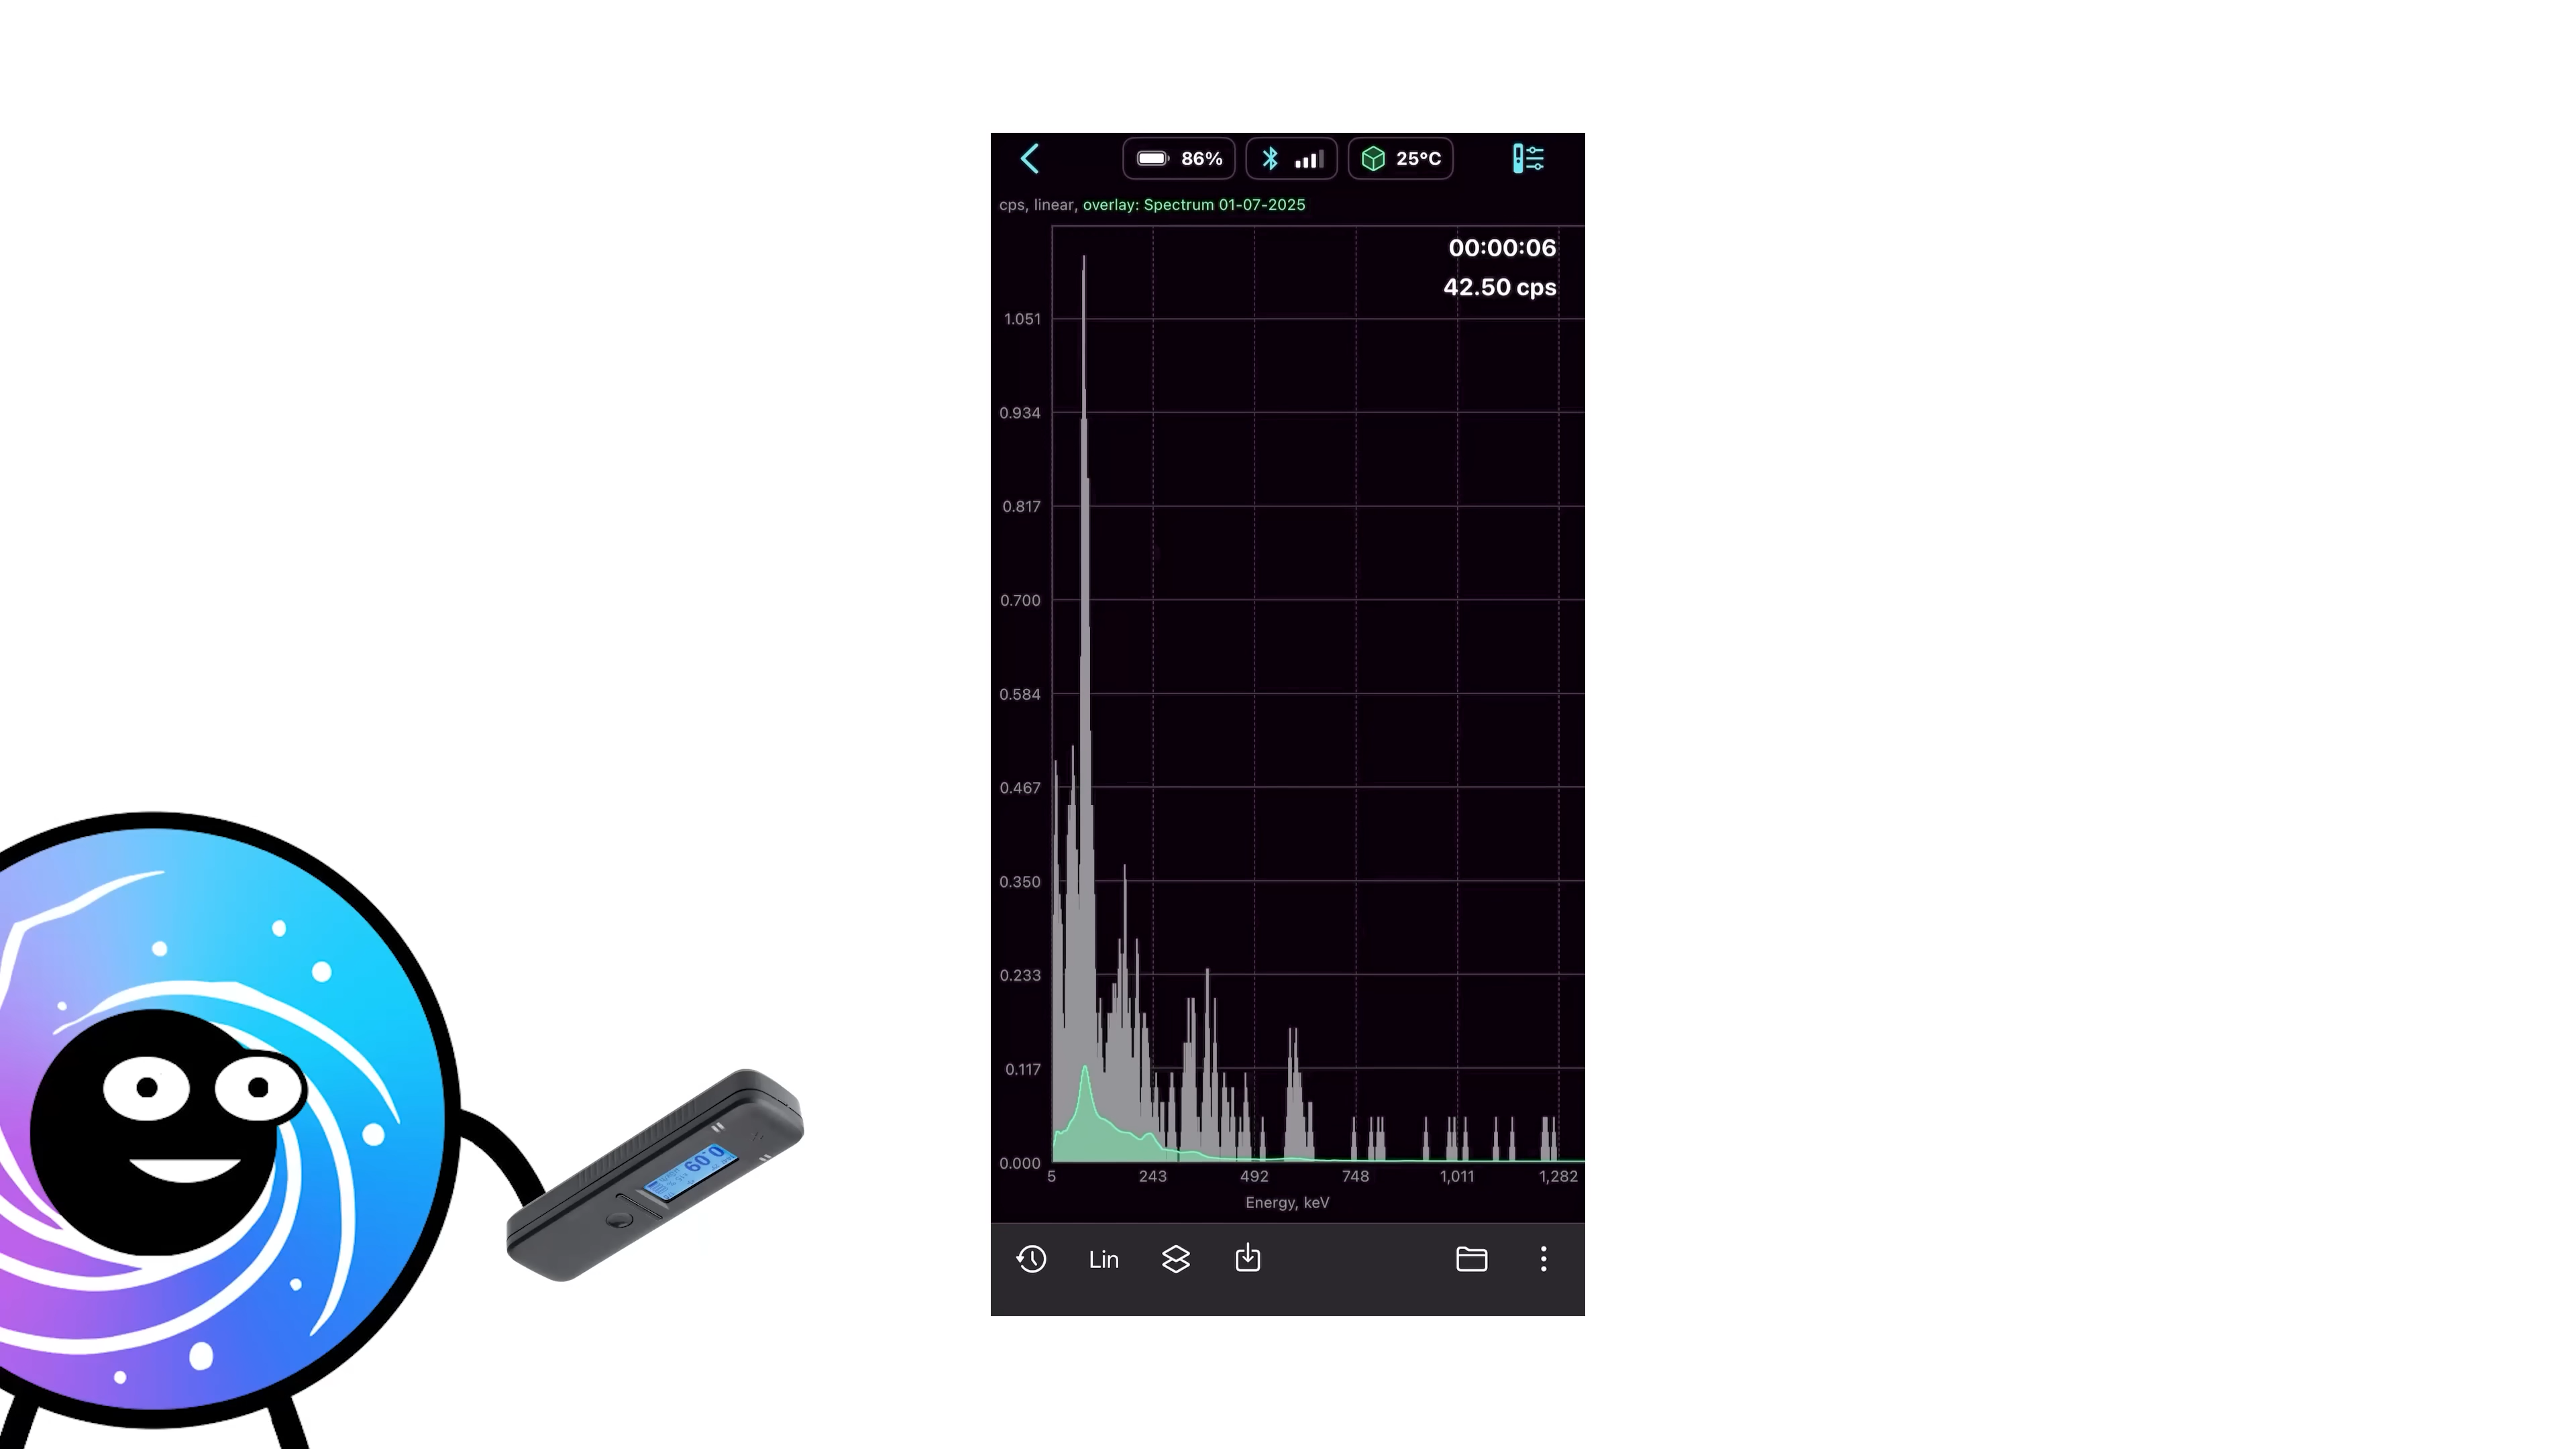 86%
25°C
cps, linear, overlay: Spectrum 01-07-2025
00:00:06
42.50 cps
1.051
0.934
0.817
0.700
0.584
0.467
0.350
0.233
0.117
0.000
5 243 492 748 1,011 1,282
Energy, keV
Lin